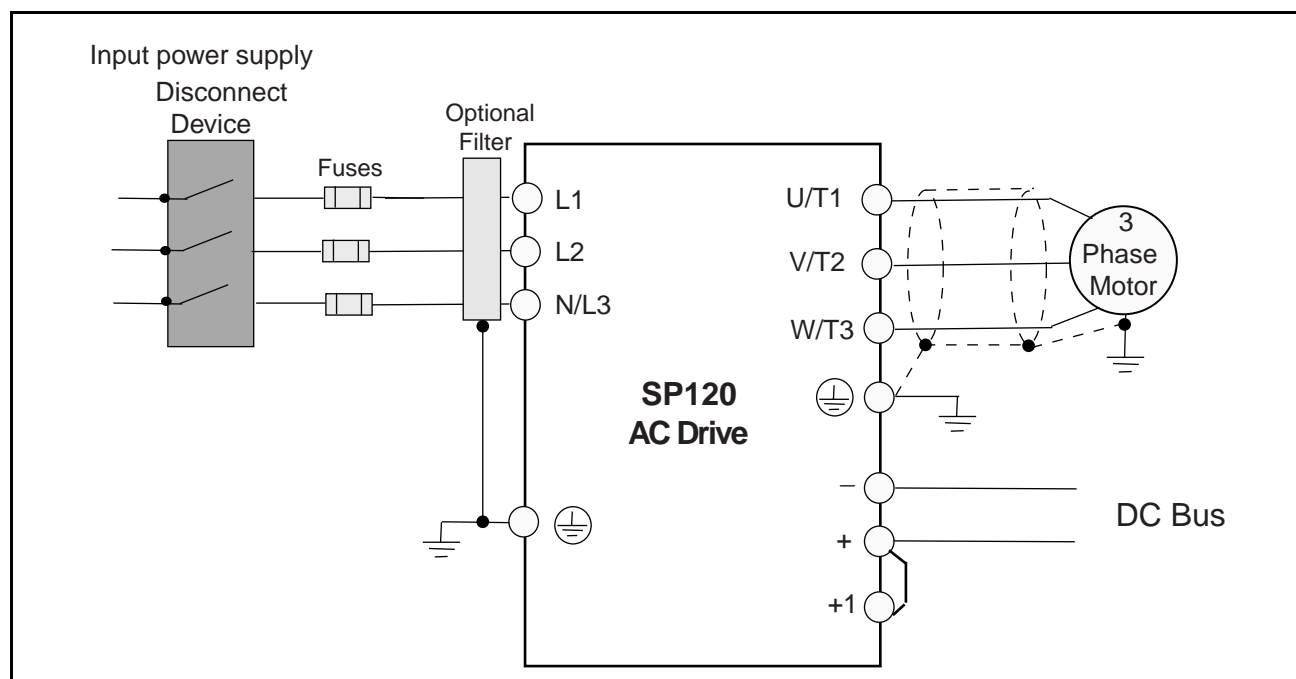 Input power supply
Disconnect
Device
Optional
Filter
Fuses
L1
L2
N/L3
U/T1
V/T2
W/T3
3
Phase
Motor
SP120
AC Drive
–
+
+1
DC Bus